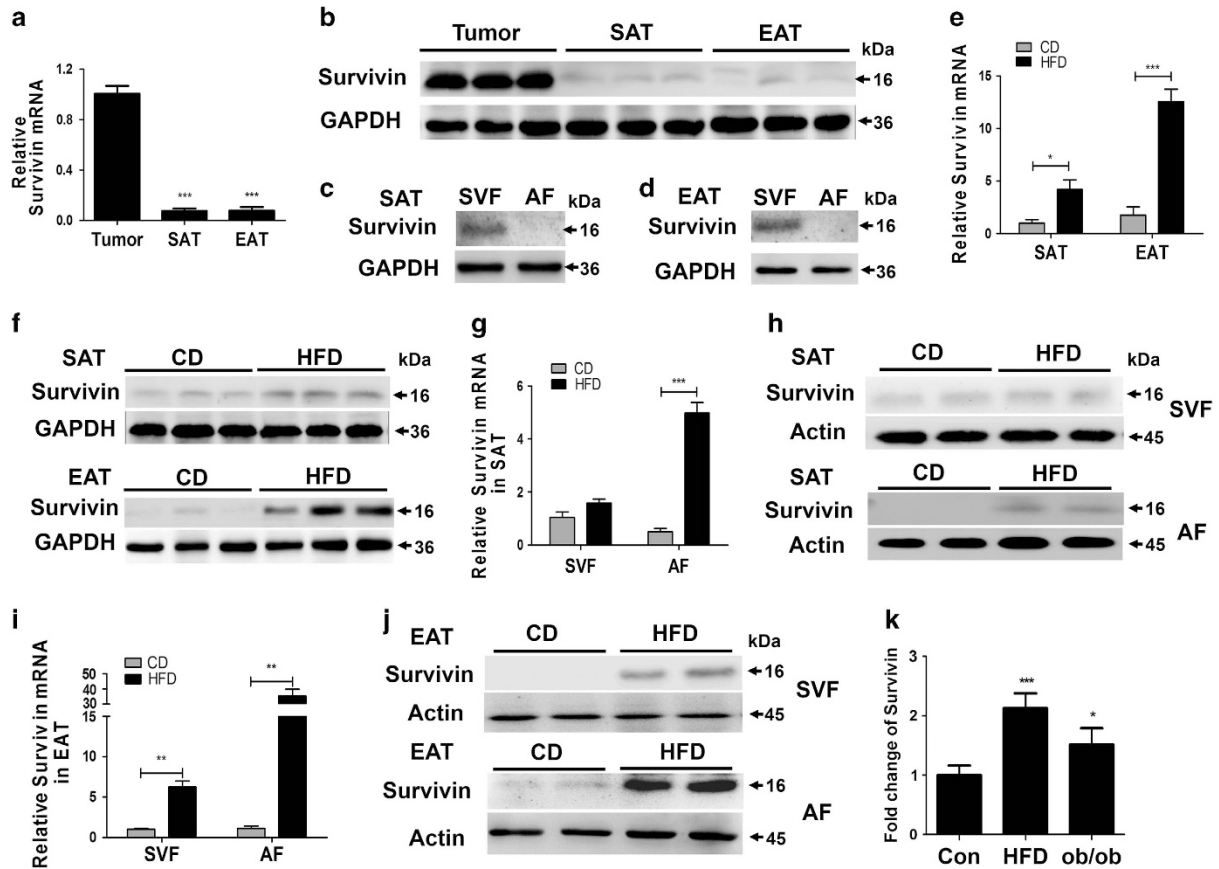 a
Relative
Survivin mRNA
1.2
0.8
0.4
0.0
***
***
Tumor SAT EAT
b
Tumor SAT EAT
kDa
Survivin
16
GAPDH
36
c
SAT SVF AF kDa
Survivin
16
GAPDH
36
d
EAT SVF AF kDa
Survivin
16
GAPDH
36
e
CD
HFD
Relative Surviv in mRNA
15
10
5
0
*
***
SAT EAT
f
SAT CD HFD kDa
Survivin
16
GAPDH
36
EAT CD HFD
Survivin
16
GAPDH
36
g
CD
HFD
Relative Survivin mRNA
in SAT
6
4
2
0
***
SVF AF
h
SAT CD HFD kDa
Survivin
16
SVF
Actin
45
SAT CD HFD
Survivin
16
AF
Actin
45
i
CD
HFD
Relative Surviv in mRNA
in EAT
50
40
30
15
10
5
0
**
**
SVF AF
j
EAT CD HFD kDa
Survivin
16
SVF
Actin
45
EAT CD HFD
Survivin
16
AF
Actin
45
k
Fold change of Survivin
3
2
1
0
***
*
Con HFD ob/ob